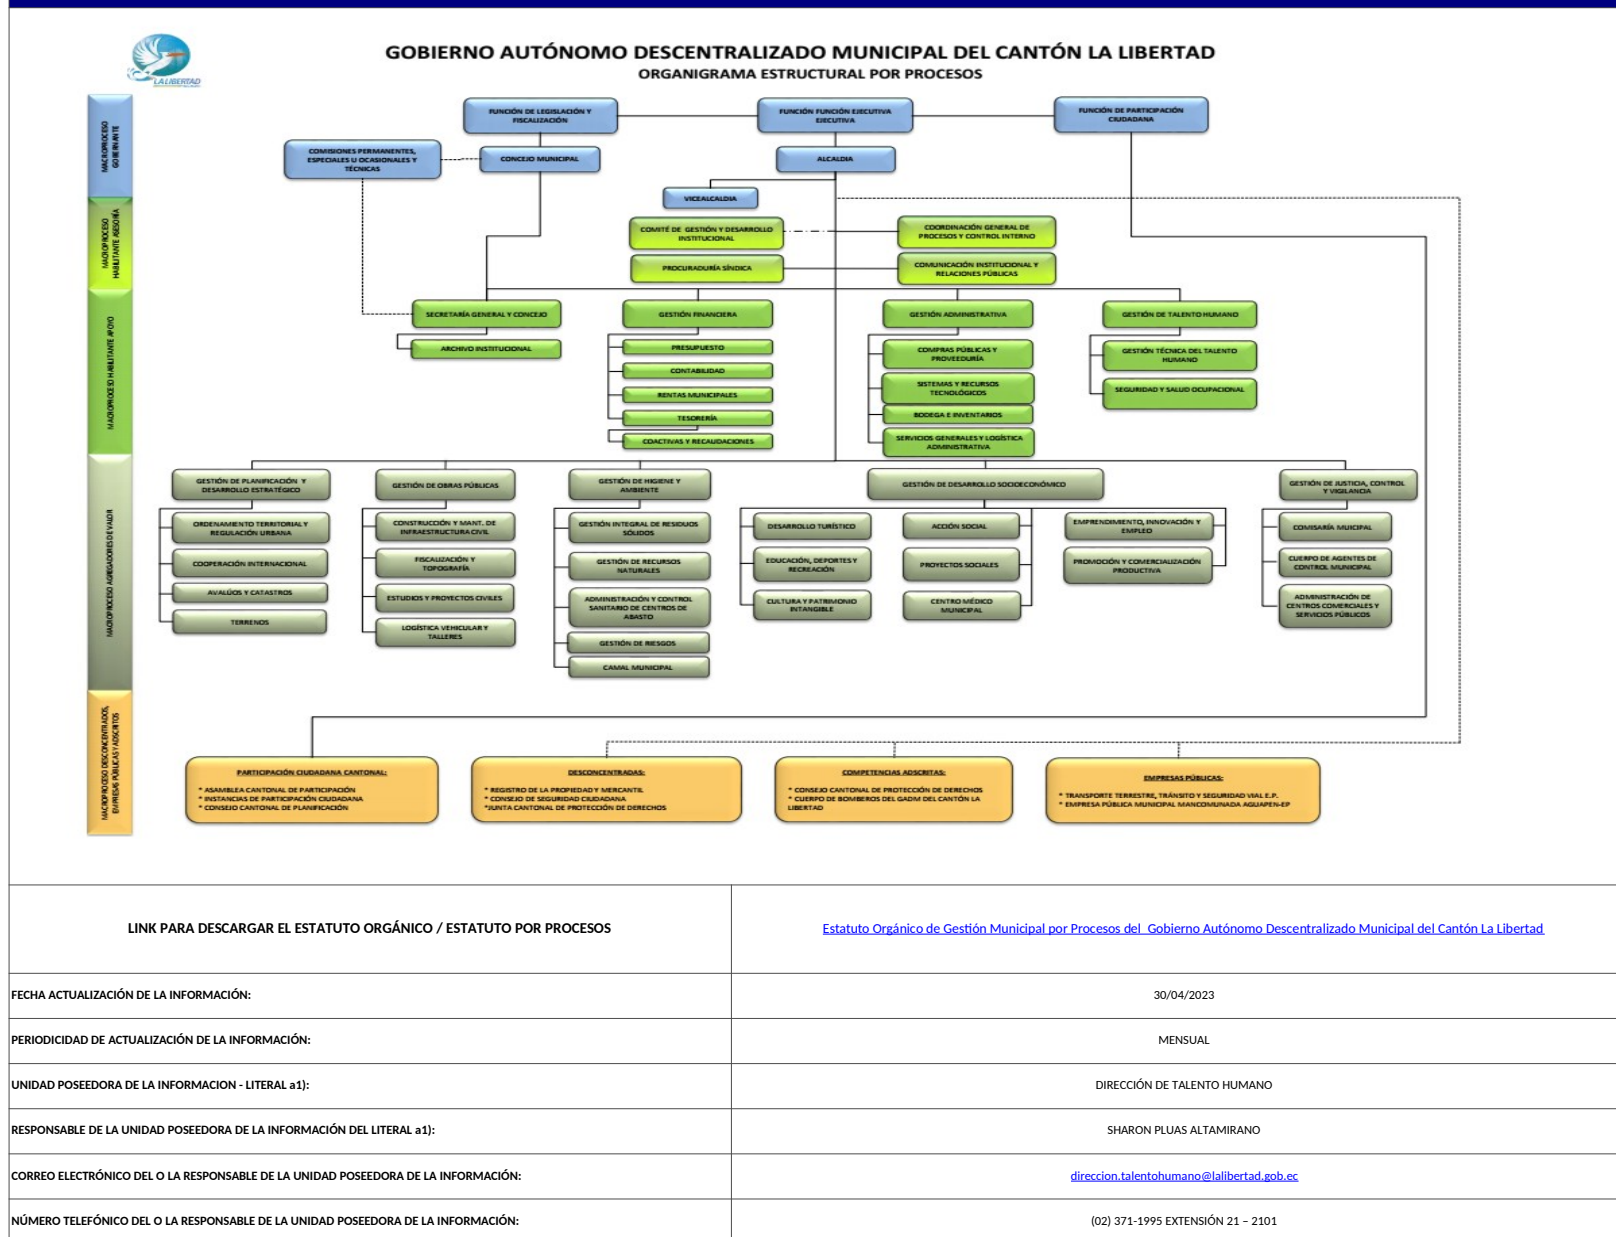 LA LIBERTAD
GOBIERNO AUTÓNOMO DESCENTRALIZADO MUNICIPAL DEL CANTÓN LA LIBERTAD
ORGANIGRAMA ESTRUCTURAL POR PROCESOS
MACROPROCESO
GOBERNANTE
FUNCIÓN DE LEGISLACIÓN Y
FISCALIZACIÓN
FUNCIÓN FUNCIÓN EJECUTIVA
EJECUTIVA
FUNCIÓN DE PARTICIPACIÓN
CIUDADANA
COMISIONES PERMANENTES,
ESPECIALES U OCASIONALES Y
TÉCNICAS
CONCEJO MUNICIPAL
ALCALDIA
VICEALCALDIA
MACROPROCESO
HABILITANTE ASESORÍA
COMITÉ DE GESTIÓN Y DESARROLLO
INSTITUCIONAL
COORDINACIÓN GENERAL DE
PROCESOS Y CONTROL INTERNO
PROCURADURÍA SÍNDICA
COMUNICACIÓN INSTITUCIONAL Y
RELACIONES PÚBLICAS
MACROPROCESO HABILITANTE APOYO
SECRETARÍA GENERAL Y CONCEJO
ARCHIVO INSTITUCIONAL
GESTIÓN FINANCIERA
PRESUPUESTO
CONTABILIDAD
RENTAS MUNICIPALES
TESORERÍA
COACTIVAS Y RECAUDACIONES
GESTIÓN ADMINISTRATIVA
COMPRAS PÚBLICAS Y
PROVEEDURÍA
SISTEMAS Y RECURSOS
TECNOLÓGICOS
BODEGA E INVENTARIOS
SERVICIOS GENERALES Y LOGÍSTICA
ADMINISTRATIVA
GESTIÓN DE TALENTO HUMANO
GESTIÓN TÉCNICA DEL TALENTO
HUMANO
SEGURIDAD Y SALUD OCUPACIONAL
MACROPROCESO AGREGADORES DE VALOR
GESTIÓN DE PLANIFICACIÓN Y
DESARROLLO ESTRATÉGICO
ORDENAMIENTO TERRITORIAL Y
REGULACIÓN URBANA
COOPERACIÓN INTERNACIONAL
AVALÚOS Y CATASTROS
TERRENOS
GESTIÓN DE OBRAS PÚBLICAS
CONSTRUCCIÓN Y MANT. DE
INFRAESTRUCTURA CIVIL
FISCALIZACIÓN Y
TOPOGRAFÍA
ESTUDIOS Y PROYECTOS CIVILES
LOGÍSTICA VEHICULAR Y
TALLERES
GESTIÓN DE HIGIENE Y
AMBIENTE
GESTIÓN INTEGRAL DE RESIDUOS
SÓLIDOS
GESTIÓN DE RECURSOS
NATURALES
ADMINISTRACIÓN Y CONTROL
SANITARIO DE CENTROS DE
ABASTO
GESTIÓN DE RIESGOS
CAMAL MUNICIPAL
GESTIÓN DE DESARROLLO SOCIOECONÓMICO
DESARROLLO TURÍSTICO
EDUCACIÓN, DEPORTES Y
RECREACIÓN
CULTURA Y PATRIMONIO
INTANGIBLE
ACCIÓN SOCIAL
PROYECTOS SOCIALES
CENTRO MÉDICO
MUNICIPAL
EMPRENDIMIENTO, INNOVACIÓN Y
EMPLEO
PROMOCIÓN Y COMERCIALIZACIÓN
PRODUCTIVA
GESTIÓN DE JUSTICIA, CONTROL
Y VIGILANCIA
COMISARÍA MUICIPAL
CUERPO DE AGENTES DE
CONTROL MUNICIPAL
ADMINISTRACIÓN DE
CENTROS COMERCIALES Y
SERVICIOS PÚBLICOS
MACROPROCESO DESCONCENTRADOS,
EMPRESAS PÚBLICAS Y ADSCRITOS
PARTICIPACIÓN CIUDADANA CANTONAL:
* ASAMBLEA CANTONAL DE PARTICIPACIÓN
* INSTANCIAS DE PARTICIPACIÓN CIUDADANA
* CONSEJO CANTONAL DE PLANIFICACIÓN
DESCONCENTRADAS:
* REGISTRO DE LA PROPIEDAD Y MERCANTIL
* CONSEJO DE SEGURIDAD CIUDADANA
*JUNTA CANTONAL DE PROTECCIÓN DE DERECHOS
COMPETENCIAS ADSCRITAS:
* CONSEJO CANTONAL DE PROTECCIÓN DE DERECHOS
* CUERPO DE BOMBEROS DEL GADM DEL CANTÓN LA
LIBERTAD
EMPRESAS PÚBLICAS:
* TRANSPORTE TERRESTRE, TRÁNSITO Y SEGURIDAD VIAL E.P.
* EMPRESA PÚBLICA MUNICIPAL MANCOMUNADA AGUAPEN-EP
LINK PARA DESCARGAR EL ESTATUTO ORGÁNICO / ESTATUTO POR PROCESOS
Estatuto Orgánico de Gestión Municipal por Procesos del  Gobierno Autónomo Descentralizado Municipal del Cantón La Libertad
FECHA ACTUALIZACIÓN DE LA INFORMACIÓN:
30/04/2023
PERIODICIDAD DE ACTUALIZACIÓN DE LA INFORMACIÓN:
MENSUAL
UNIDAD POSEEDORA DE LA INFORMACION - LITERAL a1):
DIRECCIÓN DE TALENTO HUMANO
RESPONSABLE DE LA UNIDAD POSEEDORA DE LA INFORMACIÓN DEL LITERAL a1):
SHARON PLUAS ALTAMIRANO
CORREO ELECTRÓNICO DEL O LA RESPONSABLE DE LA UNIDAD POSEEDORA DE LA INFORMACIÓN:
direccion.talentohumano@lalibertad.gob.ec
NÚMERO TELEFÓNICO DEL O LA RESPONSABLE DE LA UNIDAD POSEEDORA DE LA INFORMACIÓN:
(02) 371-1995 EXTENSIÓN 21 – 2101